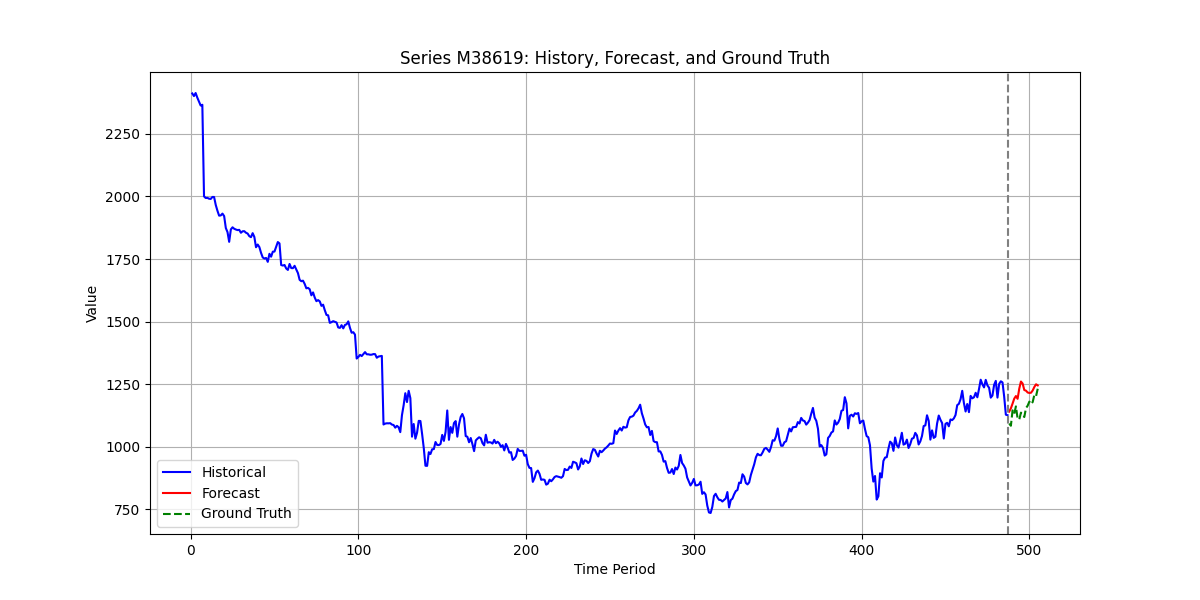 Series M38619: History, Forecast, and Ground Truth
Value
2250
2000
1750
1500
1250
1000
750
Historical
Forecast
Ground Truth
0 100 200 300 400 500
Time Period